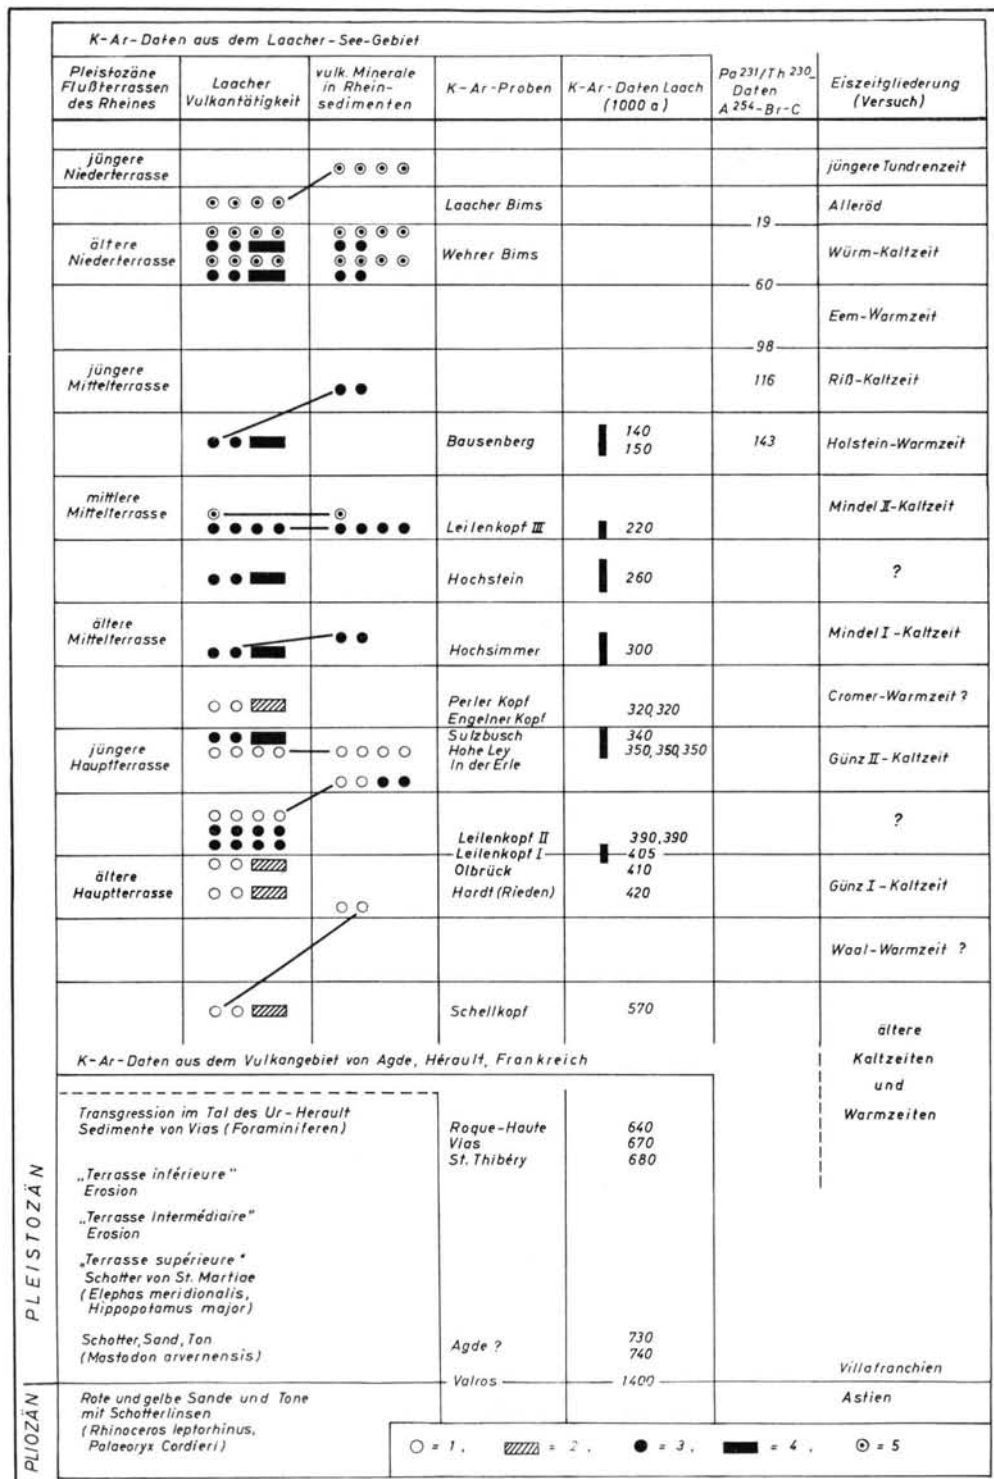 K-Ar-Daten aus dem Laacher-See-Gebiet
Pleistozäne
Flußterrassen
des Rheines
Laacher
Vulkantätigkeit
vulk. Minerale
in Rhein-
sedimenten
K-Ar-Proben
K-Ar-Daten Laach
(1000 a)
Pa 231/Th 230-
Daten
A 254-Br-C
Eiszeitgliederung
(Versuch)
jüngere
Niederterrasse
jüngere Tundrenzeit
Laacher Bims
Alleröd
19
ältere
Niederterrasse
Wehrer Bims
Würm-Kaltzeit
60
Eem-Warmzeit
98
jüngere
Mittelterrasse
116
Riß-Kaltzeit
Bausenberg
140
150
143
Holstein-Warmzeit
mittlere
Mittelterrasse
Leilenkopf III
220
Mindel II-Kaltzeit
Hochstein
260
?
ältere
Mittelterrasse
Hochsimmer
300
Mindel I-Kaltzeit
Perler Kopf
Engelner Kopf
320,320
Cromer-Warmzeit ?
jüngere
Hauptterrasse
Sulzbusch
340
Hohe Ley
350,350,350
In der Erle
Günz II-Kaltzeit
Leilenkopf II
390,390
?
Leilenkopf I
405
ältere
Hauptterrasse
Olbrück
410
Hardt (Rieden)
420
Günz I-Kaltzeit
Waal-Warmzeit ?
Schellkopf
570
ältere
Kaltzeiten
und
Warmzeiten
K-Ar-Daten aus dem Vulkangebiet von Agde, Hérault, Frankreich
PLEISTOZÄN
Transgression im Tal des Ur-Herault
Sedimente von Vias (Foraminiferen)
Roque-Haute
640
Vias
670
St. Thibéry
680
„Terrasse inférieure"
Erosion
„Terrasse Intermédiaire"
Erosion
„Terrasse supérieure"
Schotter von St. Martiae
(Elephas meridionalis,
Hippopotamus major)
Schotter, Sand, Ton
(Mastodon arvernensis)
Agde ?
730
740
Villafranchien
Valros
1400
PLIOZÄN
Rote und gelbe Sande und Tone
mit Schotterlinsen
(Rhinoceros leptorhinus,
Palaeoryx Cordieri)
Astien
= 1, = 2, = 3, = 4, = 5